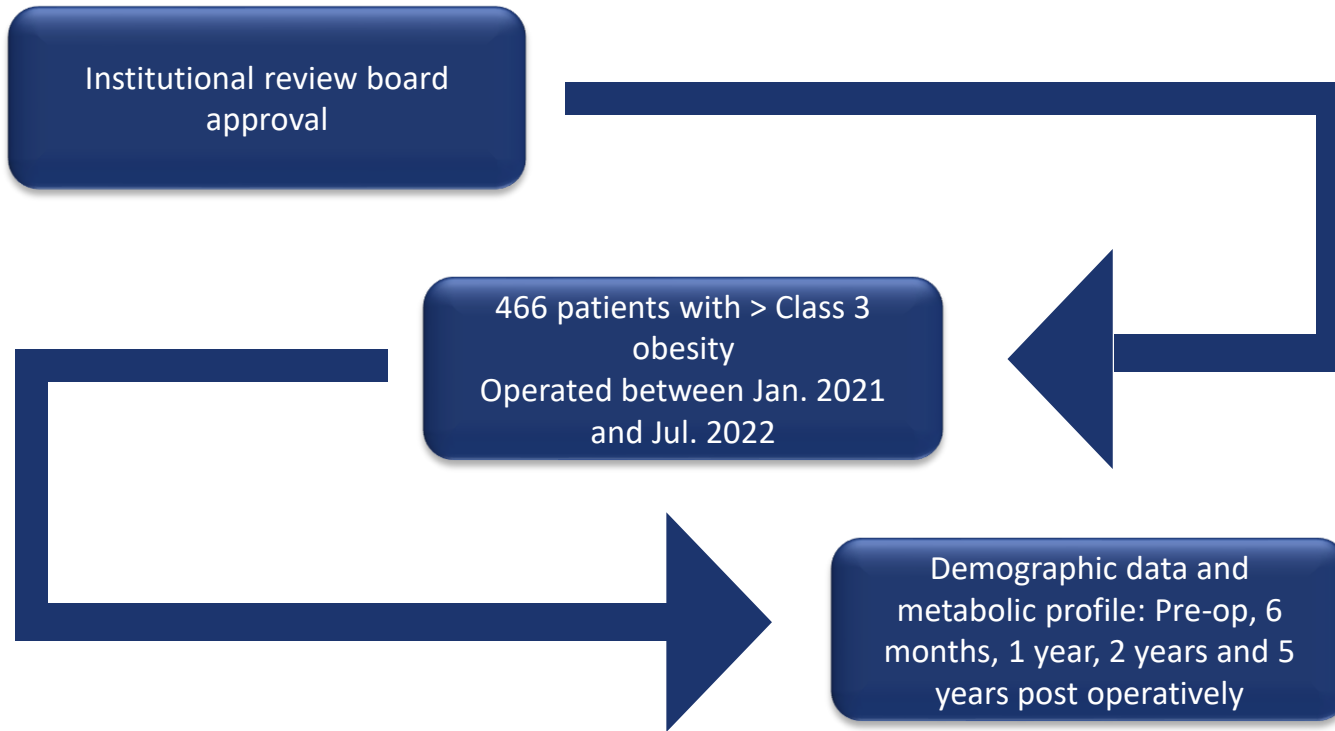 Institutional review board
approval
466 patients with > Class 3
obesity
Operated between Jan. 2021
and Jul. 2022
Demographic data and
metabolic profile: Pre-op, 6
months, 1 year, 2 years and 5
years post operatively